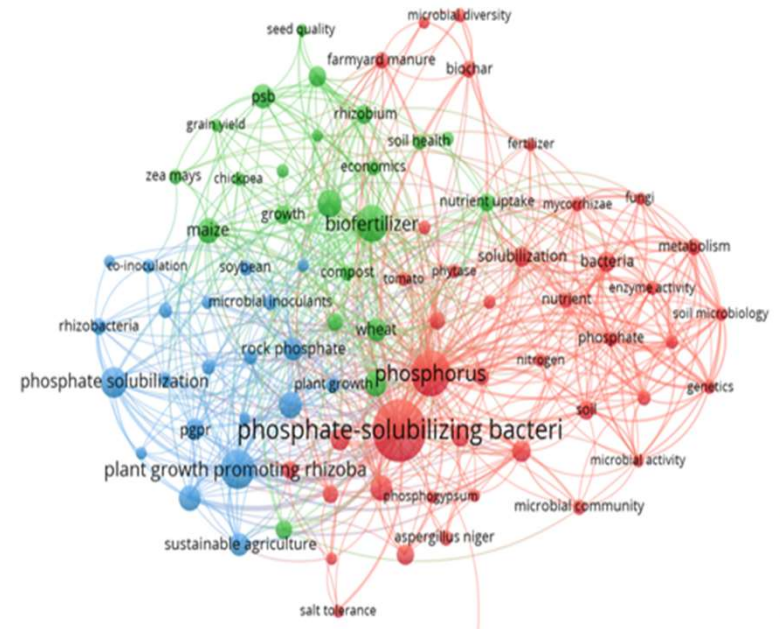 microbial diversity
seed quality
farmyard manure
biochar
psb
rhizobium
grain yield
soil health
fertilizer
economics
zea mays
chickpea
nutrient uptake
mycorrhizae
fungi
growth
biofertilizer
maize
metabolism
solubilization
bacteria
co-inoculation
soybean
compost
tomato
phytase
enzyme activity
microbial inoculants
nutrient
soil microbiology
rhizobacteria
wheat
phosphate
rock phosphate
nitrogen
phosphate solubilization
plant growth
phosphorus
genetics
soil
pgpr
phosphate-solubilizing bacteri
microbial activity
plant growth promoting rhizoba
phosphogypsum
microbial community
aspergillus niger
sustainable agriculture
salt tolerance